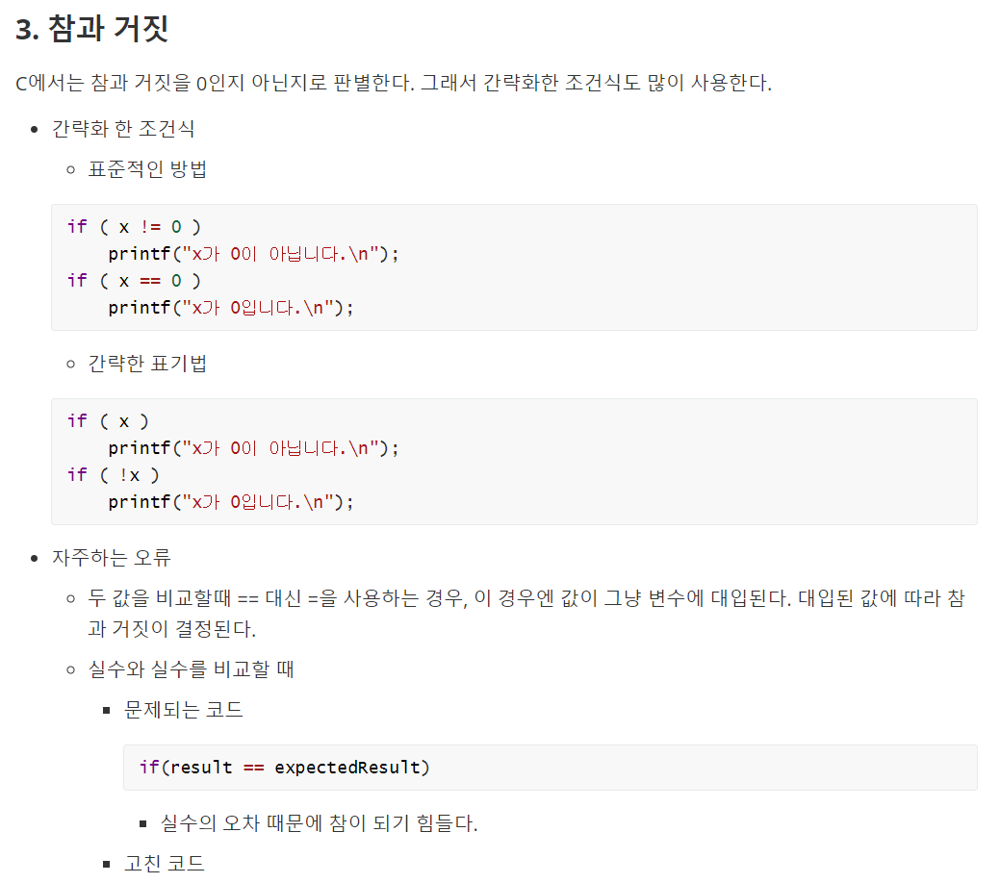 3. 참과 거짓
C에서는 참과 거짓을 0인지 아닌지로 판별한다. 그래서 간략화한 조건식도 많이 사용한다.
간략화 한 조건식
표준적인 방법
if ( x != 0 )
printf("x가 0이 아닙니다.\n");
if ( x == 0 )
printf("x가 0입니다.\n");
간략한 표기법
if ( x )
printf("x가 0이 아닙니다.\n");
if ( !x )
printf("x가 0입니다.\n");
자주하는 오류
두 값을 비교할때 == 대신 =을 사용하는 경우, 이 경우엔 값이 그냥 변수에 대입된다. 대입된 값에 따라 참
과 거짓이 결정된다.
실수와 실수를 비교할 때
문제되는 코드
if(result == expectedResult)
실수의 오차 때문에 참이 되기 힘들다.
고친 코드